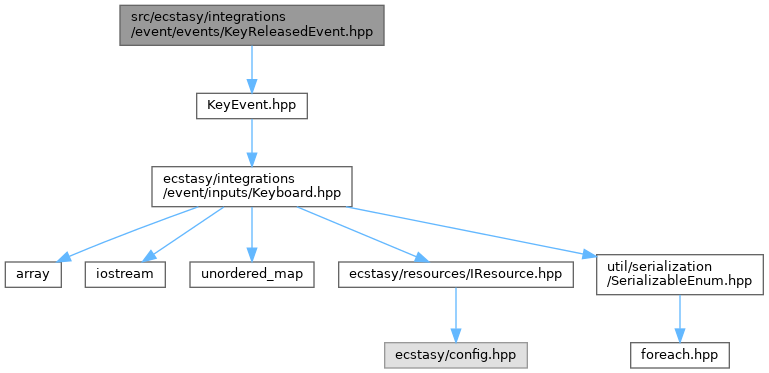 src/ecstasy/integrations
/event/events/KeyReleasedEvent.hpp
KeyEvent.hpp
ecstasy/integrations
/event/inputs/Keyboard.hpp
array
iostream
unordered_map
ecstasy/resources/IResource.hpp
util/serialization
/SerializableEnum.hpp
ecstasy/config.hpp
foreach.hpp